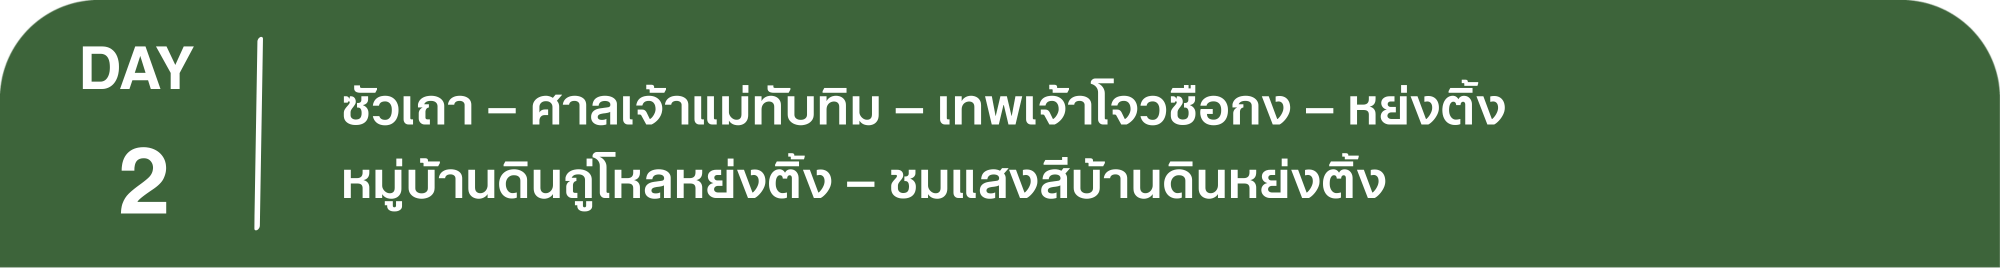 DAY
2
ซัวเถา – ศาลเจ้าแม่ทับทิม – เทพเจ้าโจวซือกง – หย่งติ้ง
หมู่บ้านดินถู่โหลหย่งติ้ง – ชมแสงสีบ้านดินหย่งติ้ง